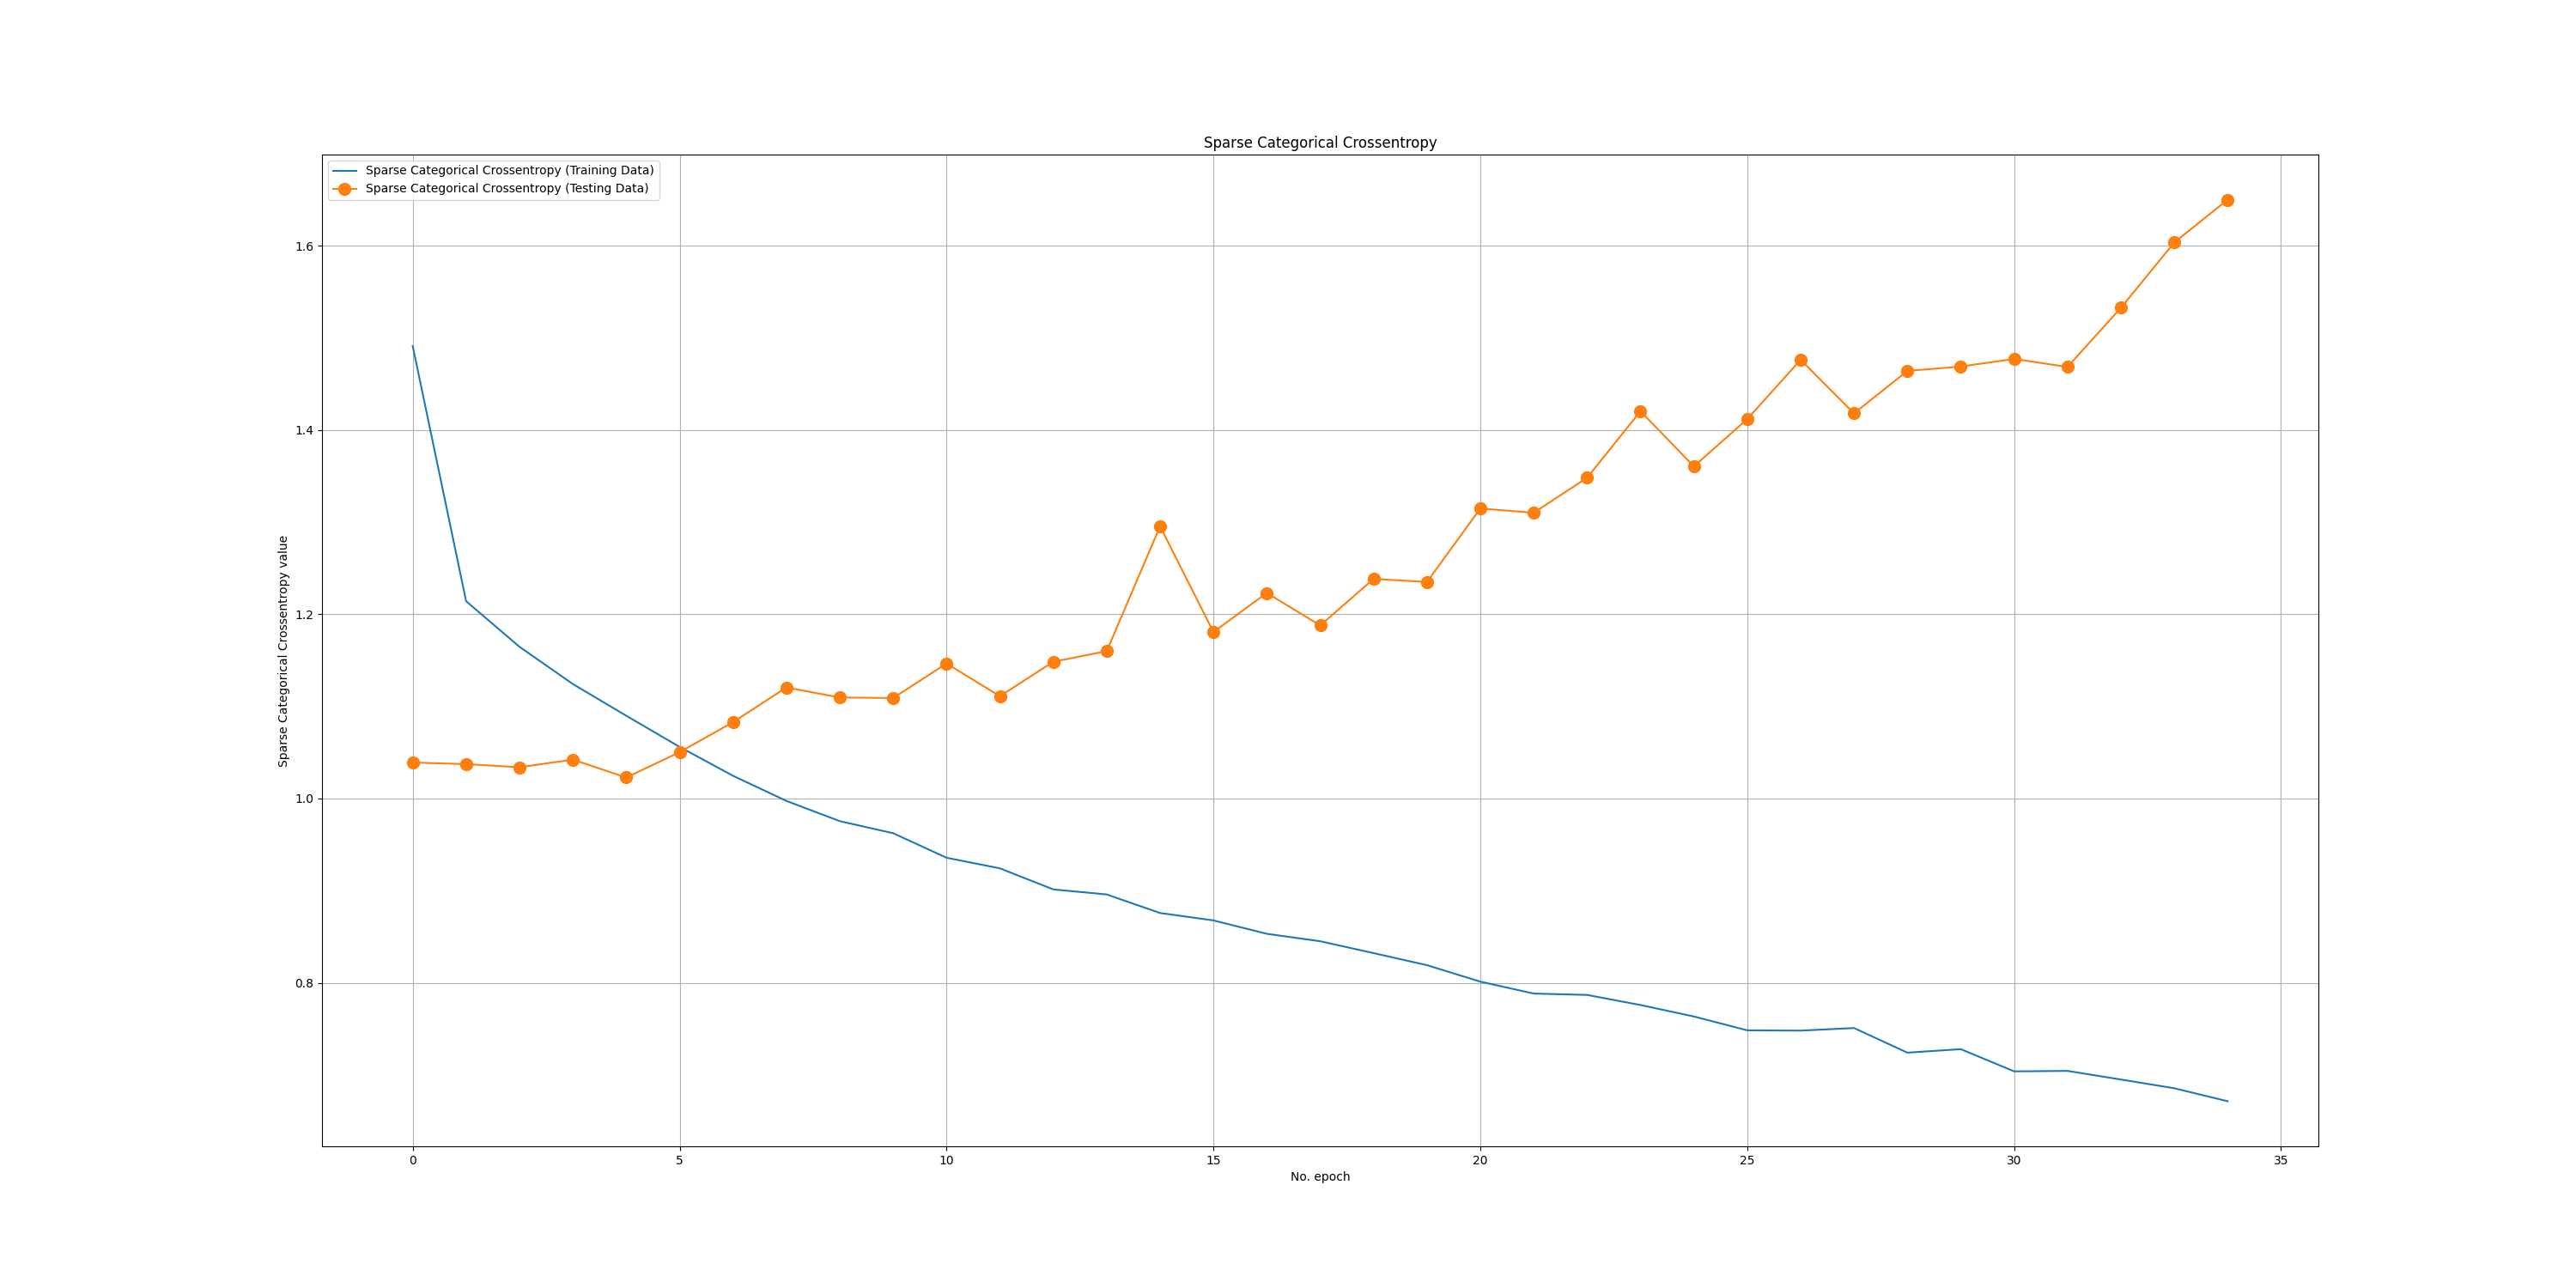 Sparse Categorical Crossentropy
Sparse Categorical Crossentropy (Training Data)
Sparse Categorical Crossentropy (Testing Data)
Sparse Categorical Crossentropy value
1.6
1.4
1.2
1.0
0.8
0
5
10
15
20
25
30
35
No. epoch